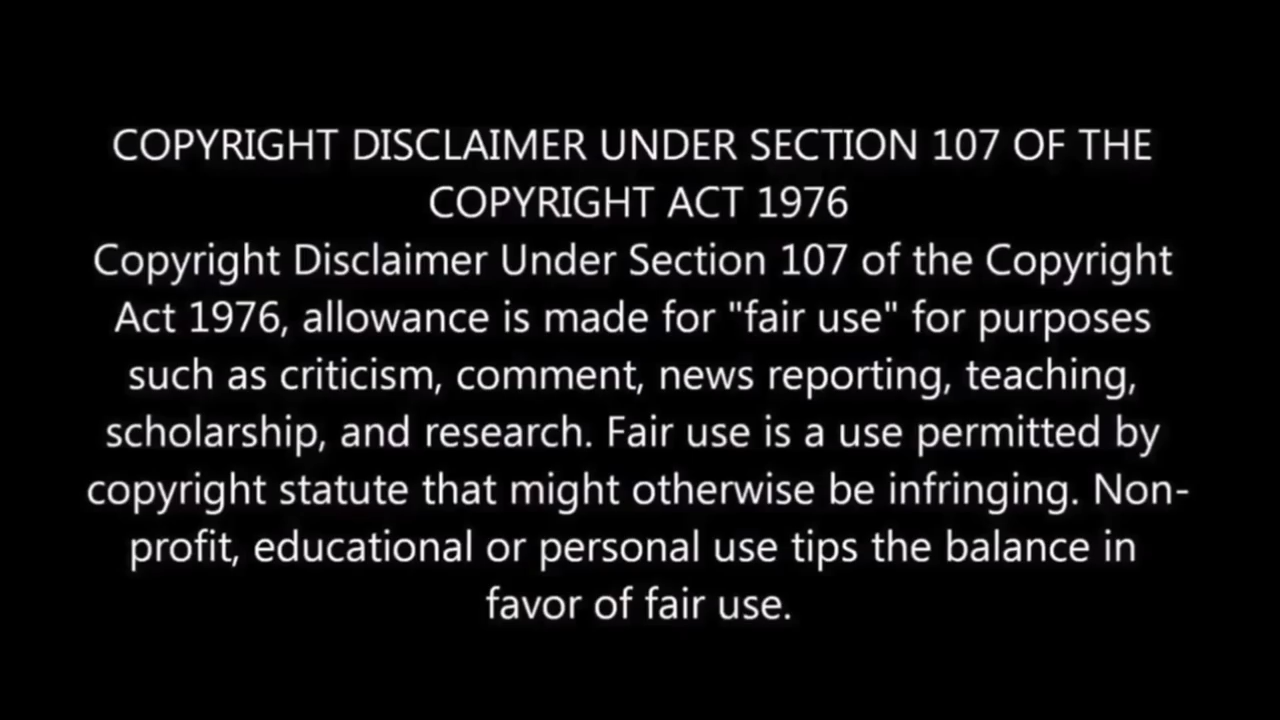 COPYRIGHT DISCLAIMER UNDER SECTION 107 OF THE
COPYRIGHT ACT 1976
Copyright Disclaimer Under Section 107 of the Copyright
Act 1976, allowance is made for "fair use" for purposes
such as criticism, comment, news reporting, teaching,
scholarship, and research. Fair use is a use permitted by
copyright statute that might otherwise be infringing. Non-
profit, educational or personal use tips the balance in
favor of fair use.